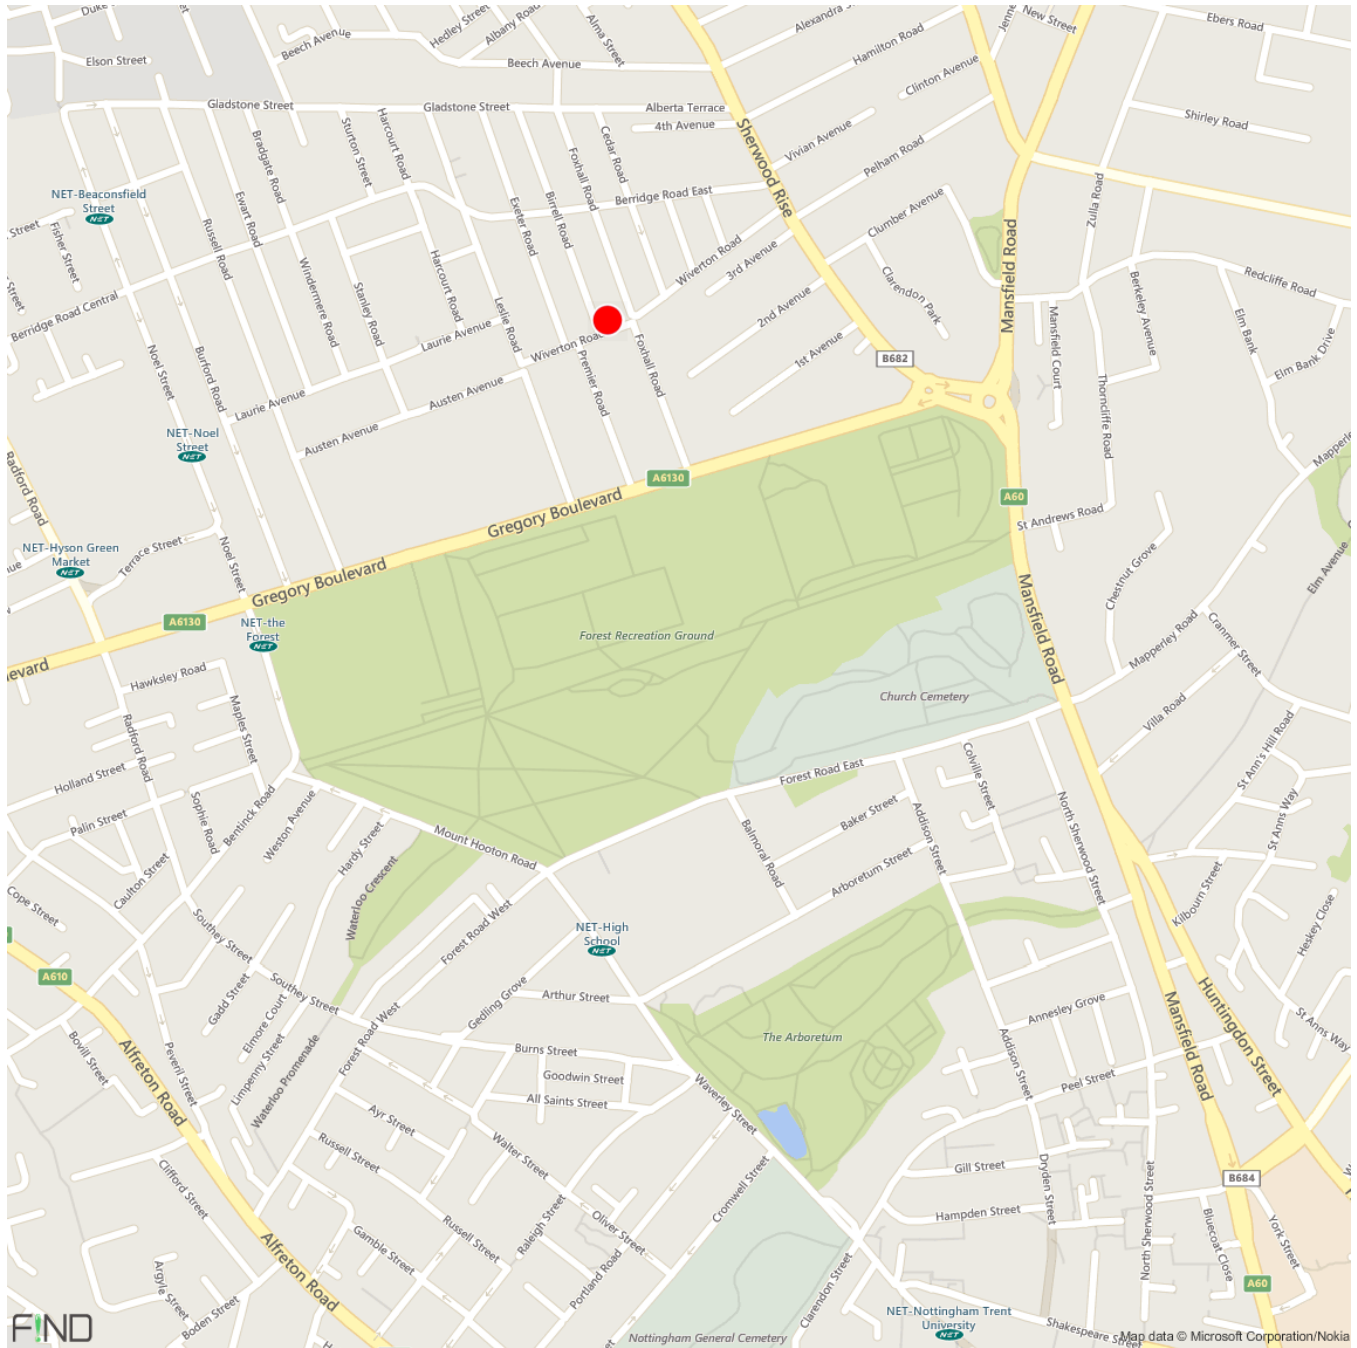 Duke
Elson Street
Beech Avenue
Hedley Street
Albany Road
Alma Street
Beech Avenue
Alexandra
Hamilton Road
New Street
Ebers Road
Clinton Avenue
Gladstone Street
Gladstone Street
Alberta Terrace
4th Avenue
Shirley Road
Sturton Street
Harcourt Road
Bradgate Road
Cedar Road
Foxhall Road
Sherwood Rise
Vivian Avenue
Pelham Road
NET-Beaconsfield
Street
NET
Fisher Street
Street
Street
Russell Road
Ewart Road
Birrell Road
Exeter Road
Berridge Road East
Clumber Avenue
Zulla Road
Mansfield Road
Windermere Road
Harcourt Road
Wiverton Road
3rd Avenue
Clarendon Park
Berkeley Avenue
Redcliffe Road
Berridge Road Central
Stanley Road
Leslie Road
2nd Avenue
Elm Bank
Elm Bank Drive
Noel Street
Burford Road
Laurie Avenue
Wiverton Road
Premier Road
Foxhall Road
1st Avenue
B682
Mansfield Court
Laurie Avenue
Austen Avenue
Thorncliffe Road
NET-Noel
Street
NET
Austen Avenue
Radford Road
A6130
A60
Gregory Boulevard
St Andrews Road
NET-Hyson Green
Market
NET
Terrace Street
Noel Street
Gregory Boulevard
Chestnut Grove
Elm Avenue
Mansfield Road
A6130
NET-the
Forest
NET
Forest Recreation Ground
Mapperley Road
Cranmer Street
Hawksley Road
Maples Street
Church Cemetery
Villa Road
Radford Road
Holland Street
Forest Road East
Colville Street
St Ann's Hill Road
Palin Street
Sophie Road
Bentinck Road
Weston Avenue
Hardy Street
Mount Hooton Road
Balmoral Road
Baker Street
Addison Street
North Sherwood Street
St Anns Way
Caulton Street
Waterloo Crescent
Arboretum Street
Kilbourn Street
Cope Street
Southey Street
Forest Road West
NET-High
School
NET
Heskey Close
A610
Gadd Street
Southey Street
Arthur Street
Gedling Grove
Annesley Grove
Huntingdon Street
St Anns Way
Elmore Court
Forest Road West
The Arboretum
Mansfield Road
Bovill Street
Alfreton Road
Peveril Street
Limpenny Street
Waterloo Promenade
Burns Street
Goodwin Street
All Saints Street
Waverley Street
Addison Street
Peel Street
Ayr Street
Russell Street
Walter Street
Cromwell Street
Gill Street
Dryden Street
North Sherwood Street
B684
Clifford Street
Russell Street
Raleigh Street
Oliver Street
Hampden Street
Bluecoat Close
York Street
Alfreton Road
Gamble Street
Portland Road
Clarendon Street
Argyle Street
Boden Street
A60
NET-Nottingham Trent
University
NET
Nottingham General Cemetery
Shakespeare Street
F!ND
Map data © Microsoft Corporation/Nokia